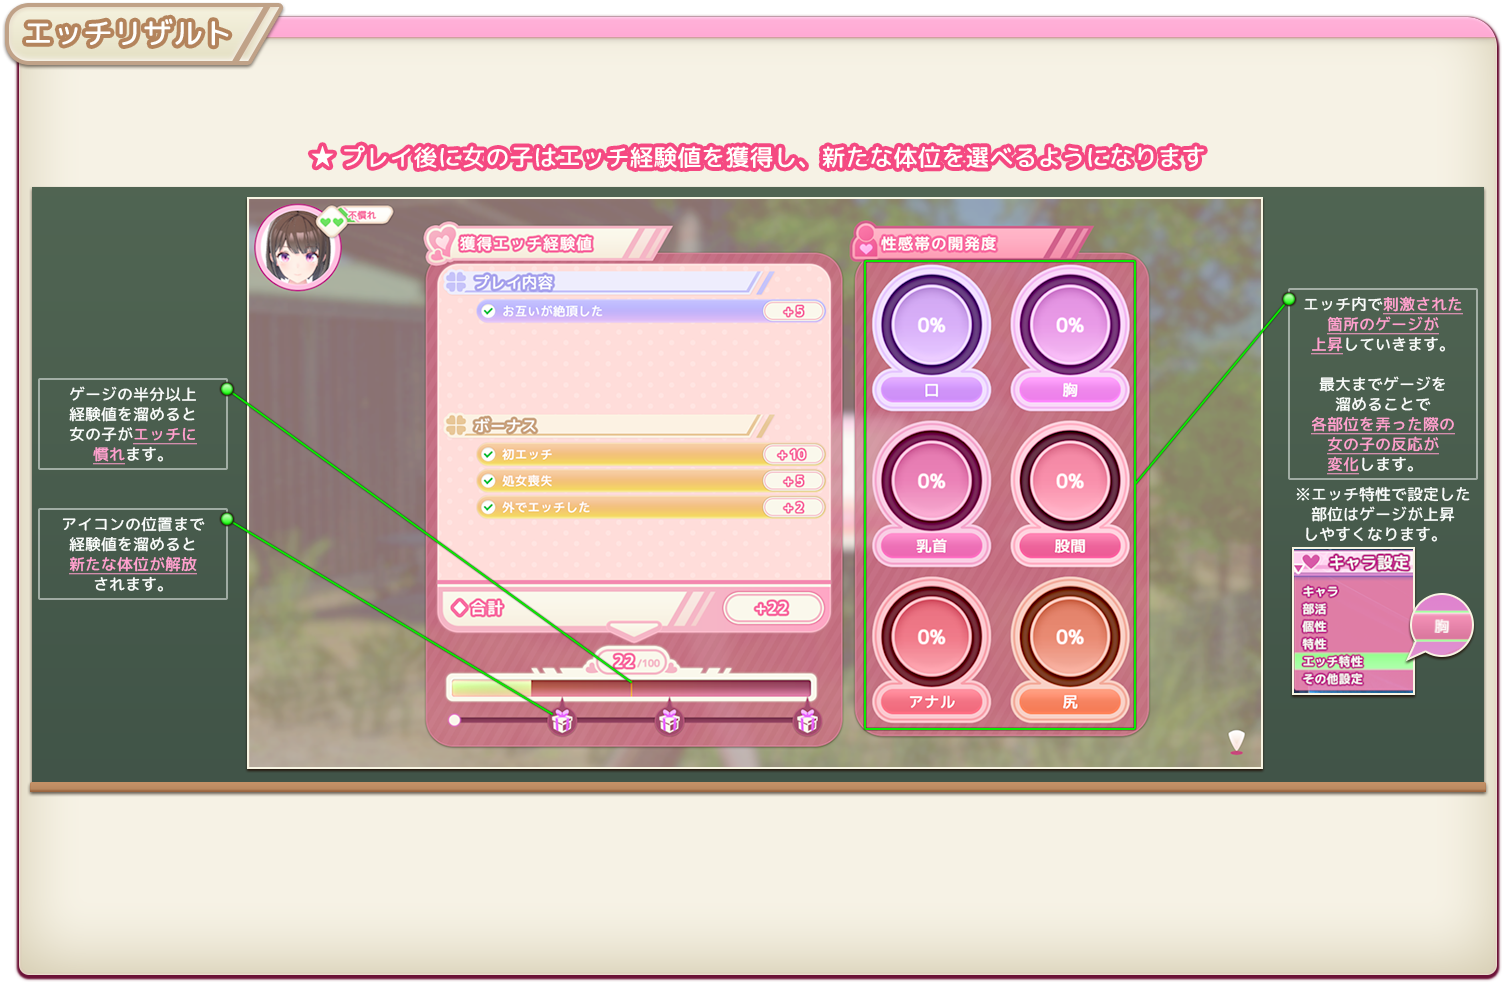 エッチリザルト
★ プレイ後に女の子はエッチ経験値を獲得し、新たな体位を選べるようになります
不慣れ
獲得エッチ経験値
プレイ内容
お互いが絶頂した
+5
ボーナス
初エッチ
+10
処女喪失
+5
外でエッチした
+2
合計
+22
22/100
性感帯の開発度
0%
口
0%
胸
0%
乳首
0%
股間
0%
アナル
0%
尻
ゲージの半分以上
経験値を溜めると
女の子がエッチに
慣れます。
アイコンの位置まで
経験値を溜めると
新たな体位が解放
されます。
エッチ内で刺激された
箇所のゲージが
上昇していきます。
最大までゲージを
溜めることで
各部位を弄った際の
女の子の反応が
変化します。
※エッチ特性で設定した
部位はゲージが上昇
しやすくなります。
キャラ設定
キャラ
部活
個性
特性
エッチ特性
その他設定
胸